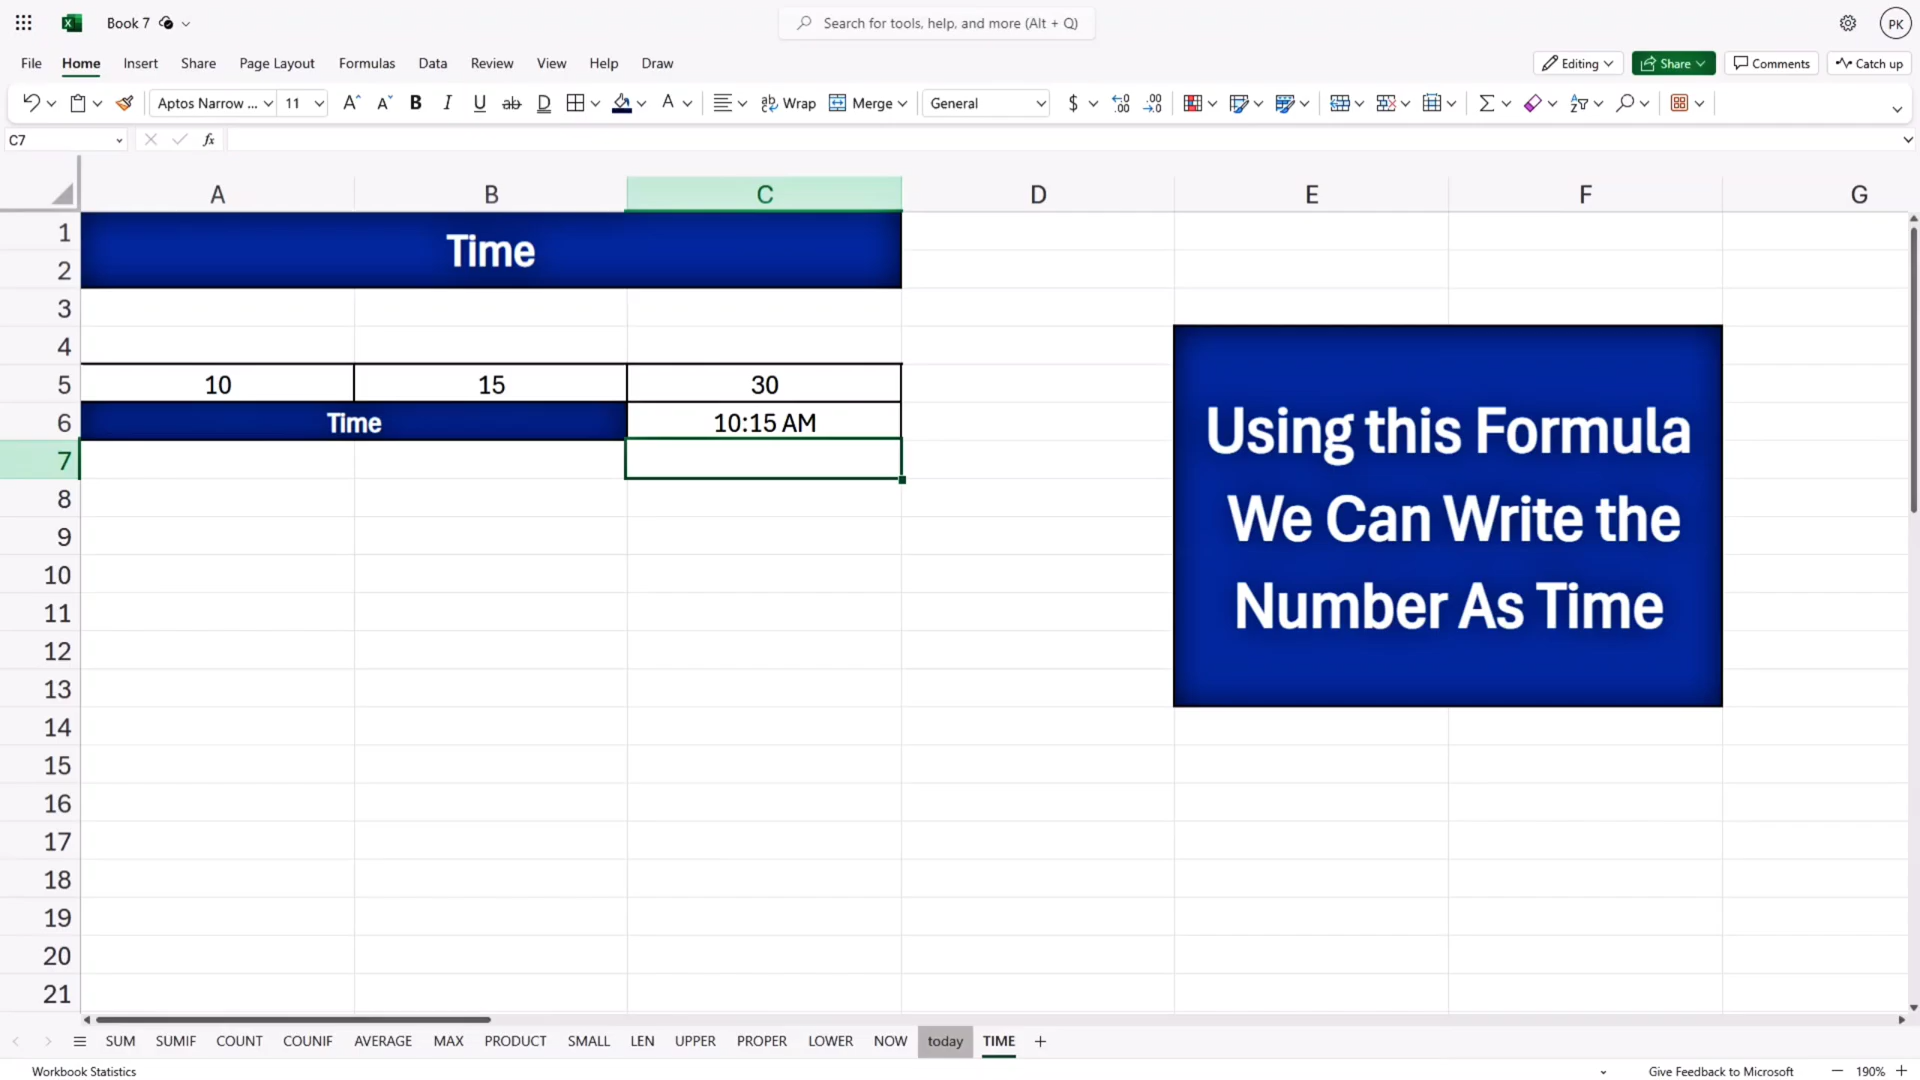 Book 7
Search for tools, help, and more (Alt + Q)
PK
File Home Insert Share Page Layout Formulas Data Review View Help Draw
Editing Share Comments Catch up
Aptos Narrow ... 11 A A B I U ab D A Wrap Merge General $
C7 fx
A B C D E F G
1 Time
2
3
4
5 10 15 30
6 Time 10:15 AM
7
8
9
10
11
12
13
14
15
16
17
18
19
20
21
Using this Formula
We Can Write the
Number As Time
SUM SUMIF COUNT COUNIF AVERAGE MAX PRODUCT SMALL LEN UPPER PROPER LOWER NOW today TIME +
Workbook Statistics Give Feedback to Microsoft — 190% +